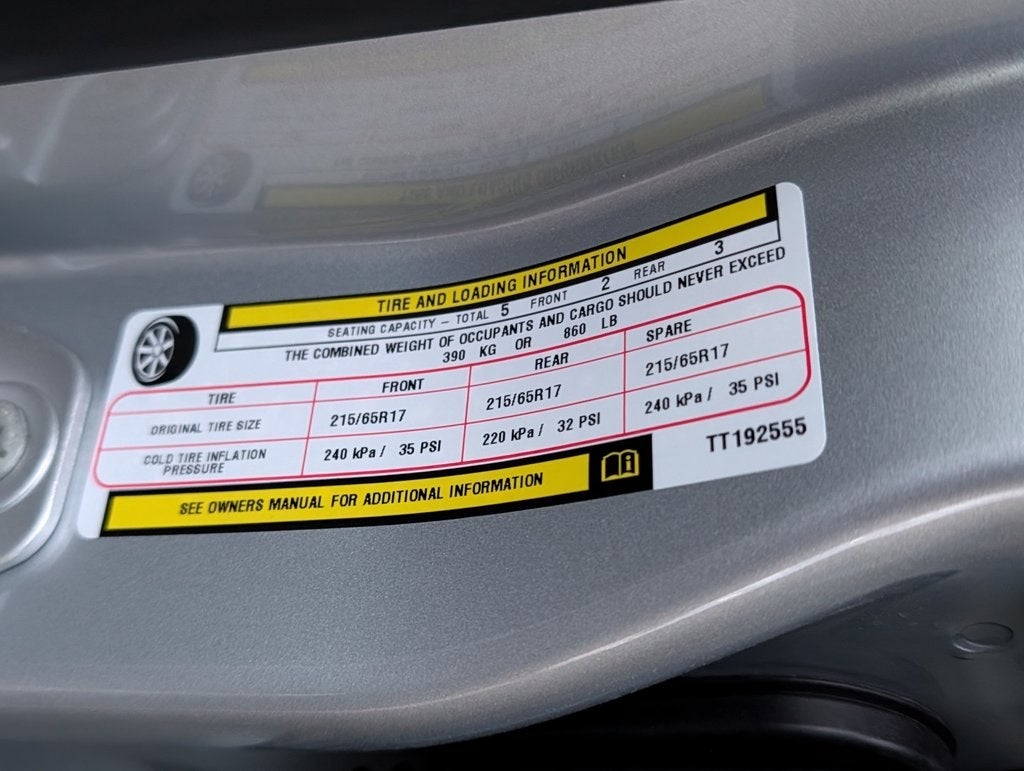 TIRE AND LOADING INFORMATION
SEATING CAPACITY – TOTAL 5 FRONT 2 REAR 3
THE COMBINED WEIGHT OF OCCUPANTS AND CARGO SHOULD NEVER EXCEED
390 KG OR 860 LB
TIRE FRONT REAR SPARE
ORIGINAL TIRE SIZE 215/65R17 215/65R17 215/65R17
COLD TIRE INFLATION PRESSURE 240 kPa / 35 PSI 220 kPa / 32 PSI 240 kPa / 35 PSI
SEE OWNERS MANUAL FOR ADDITIONAL INFORMATION
TT192555